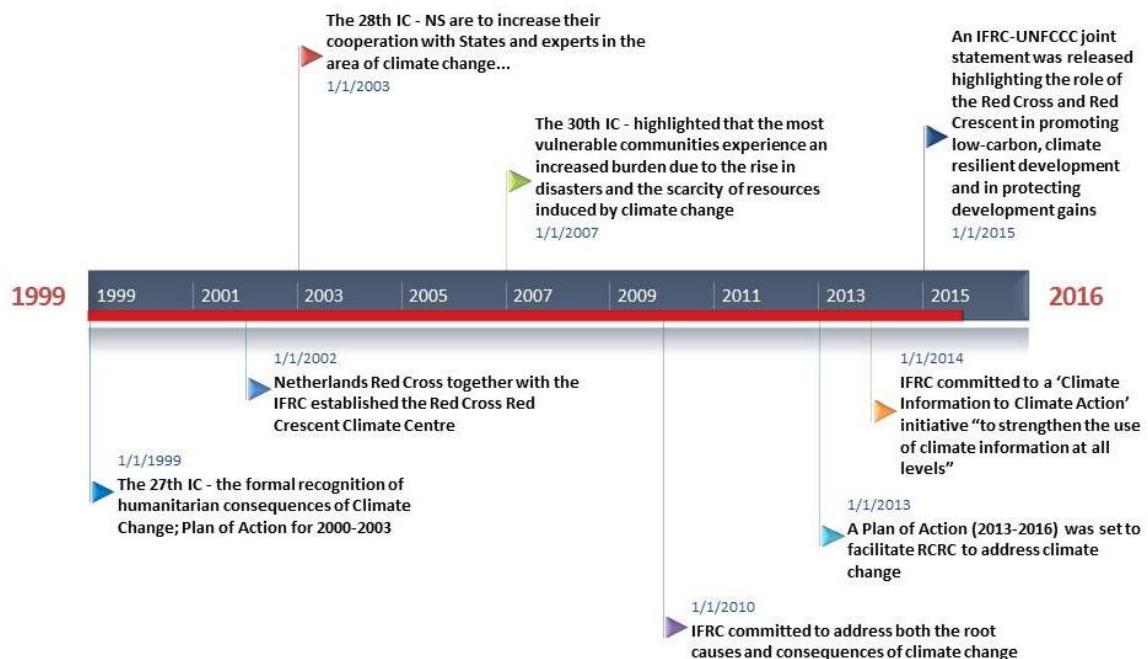 The 28th IC - NS are to increase their
cooperation with States and experts in the
area of climate change...
1/1/2003
The 30th IC - highlighted that the most
vulnerable communities experience an
increased burden due to the rise in
disasters and the scarcity of resources
induced by climate change
1/1/2007
An IFRC-UNFCCC joint
statement was released
highlighting the role of
the Red Cross and Red
Crescent in promoting
low-carbon, climate
resilient development
and in protecting
development gains
1/1/2015
1999
1999 2001 2003 2005 2007 2009 2011 2013 2015
2016
1/1/2002
Netherlands Red Cross together with the
IFRC established the Red Cross Red
Crescent Climate Centre
1/1/2014
IFRC committed to a ‘Climate
Information to Climate Action’
initiative “to strengthen the use
of climate information at all
levels”
1/1/1999
The 27th IC - the formal recognition of
humanitarian consequences of Climate
Change; Plan of Action for 2000-2003
1/1/2013
A Plan of Action (2013-2016) was set to
facilitate RCRC to address climate
change
1/1/2010
IFRC committed to address both the root
causes and consequences of climate change